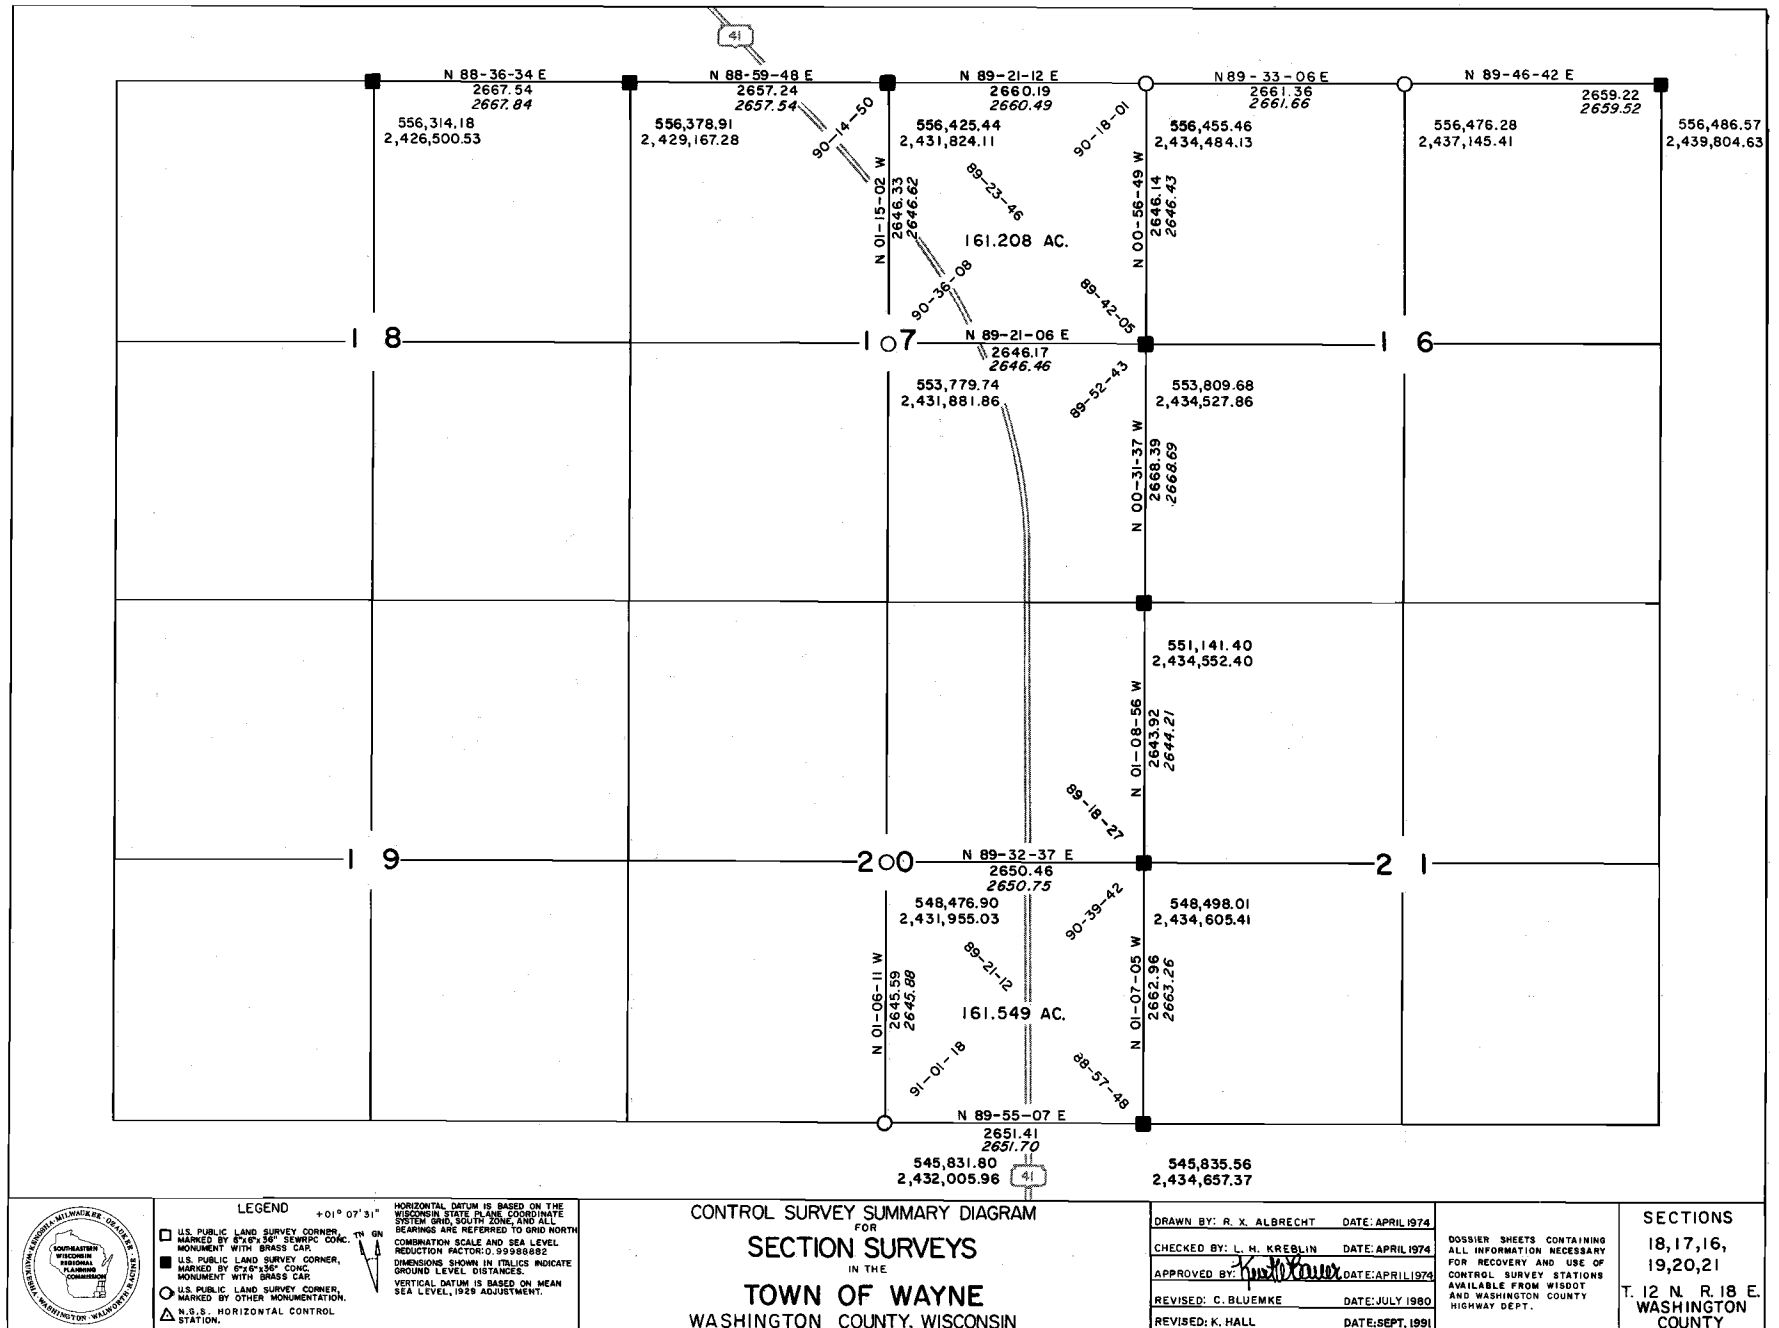 41
N 88-36-34 E
2667.54
2667.84
N 88-59-48 E
2657.24
2657.54
N 89-21-12 E
2660.19
2660.49
N 89-33-06 E
2661.36
2661.66
N 89-46-42 E
2659.22
2659.52
556,314.18
2,426,500.53
556,378.91
2,429,167.28
556,425.44
2,431,824.11
556,455.46
2,434,484.13
556,476.28
2,437,145.41
556,486.57
2,439,804.63
90-14-50
90-18-01
N 01-15-02 W
2646.33
2646.62
89-23-46
161.208 AC.
N 00-56-49 W
2646.14
2646.43
90-36-08
89-42-05
18
17
N 89-21-06 E
2646.17
2646.46
16
553,779.74
2,431,881.86
89-52-43
553,809.68
2,434,527.86
N 00-31-37 W
2668.39
2668.69
551,141.40
2,434,552.40
N 01-08-56 W
2643.92
2644.21
89-18-27
19
20
N 89-32-37 E
2650.46
2650.75
21
548,476.90
2,431,955.03
90-39-42
548,498.01
2,434,605.41
N 01-06-11 W
2645.59
2645.88
89-21-12
161.549 AC.
N 01-07-05 W
2662.96
2663.26
91-01-18
88-57-48
N 89-55-07 E
2651.41
2651.70
545,831.80
2,432,005.96
41
545,835.56
2,434,657.37
KENOSHA·MILWAUKEE·OZAUKEE·RACINE·WALWORTH·WASHINGTON·WAUKESHA
SOUTHEASTERN
WISCONSIN
REGIONAL
PLANNING
COMMISSION
LEGEND
U.S. PUBLIC LAND SURVEY CORNER,
MARKED BY 6"x6"x36" SEWRPC CONC.
MONUMENT WITH BRASS CAP.
U.S. PUBLIC LAND SURVEY CORNER,
MARKED BY 6"x6"x36" CONC.
MONUMENT WITH BRASS CAP.
U.S. PUBLIC LAND SURVEY CORNER,
MARKED BY OTHER MONUMENTATION.
N.G.S. HORIZONTAL CONTROL
STATION.
+01° 07' 31"
TN GN
HORIZONTAL DATUM IS BASED ON THE
WISCONSIN STATE PLANE COORDINATE
SYSTEM GRID, SOUTH ZONE, AND ALL
BEARINGS ARE REFERRED TO GRID NORTH
COMBINATION SCALE AND SEA LEVEL
REDUCTION FACTOR: 0.99988882
DIMENSIONS SHOWN IN ITALICS INDICATE
GROUND LEVEL DISTANCES.
VERTICAL DATUM IS BASED ON MEAN
SEA LEVEL, 1929 ADJUSTMENT.
CONTROL SURVEY SUMMARY DIAGRAM
FOR
SECTION SURVEYS
IN THE
TOWN OF WAYNE
WASHINGTON COUNTY, WISCONSIN
DRAWN BY: R. X. ALBRECHT DATE: APRIL 1974
CHECKED BY: L. H. KREBLIN DATE: APRIL 1974
APPROVED BY: DATE: APRIL 1974
REVISED: C. BLUEMKE DATE: JULY 1980
REVISED: K. HALL DATE: SEPT. 1991
DOSSIER SHEETS CONTAINING
ALL INFORMATION NECESSARY
FOR RECOVERY AND USE OF
CONTROL SURVEY STATIONS
AVAILABLE FROM WISDOT
AND WASHINGTON COUNTY
HIGHWAY DEPT.
SECTIONS
18,17,16,
19,20,21
T. 12 N. R. 18 E.
WASHINGTON
COUNTY